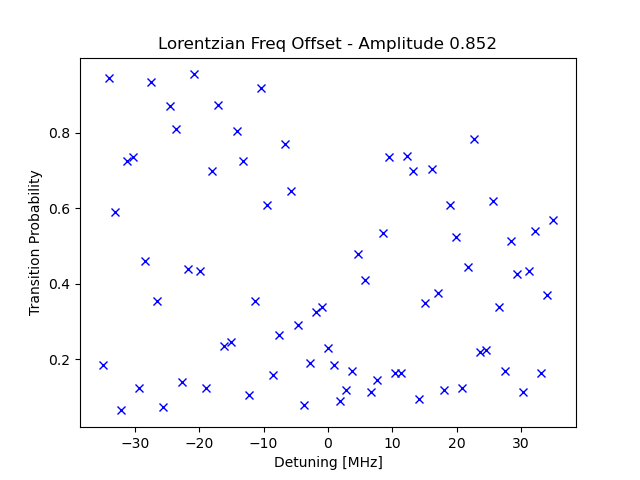 Lorentzian Freq Offset - Amplitude 0.852
Transition Probability
0.8
0.6
0.4
0.2
−30 −20 −10 0 10 20 30
Detuning [MHz]